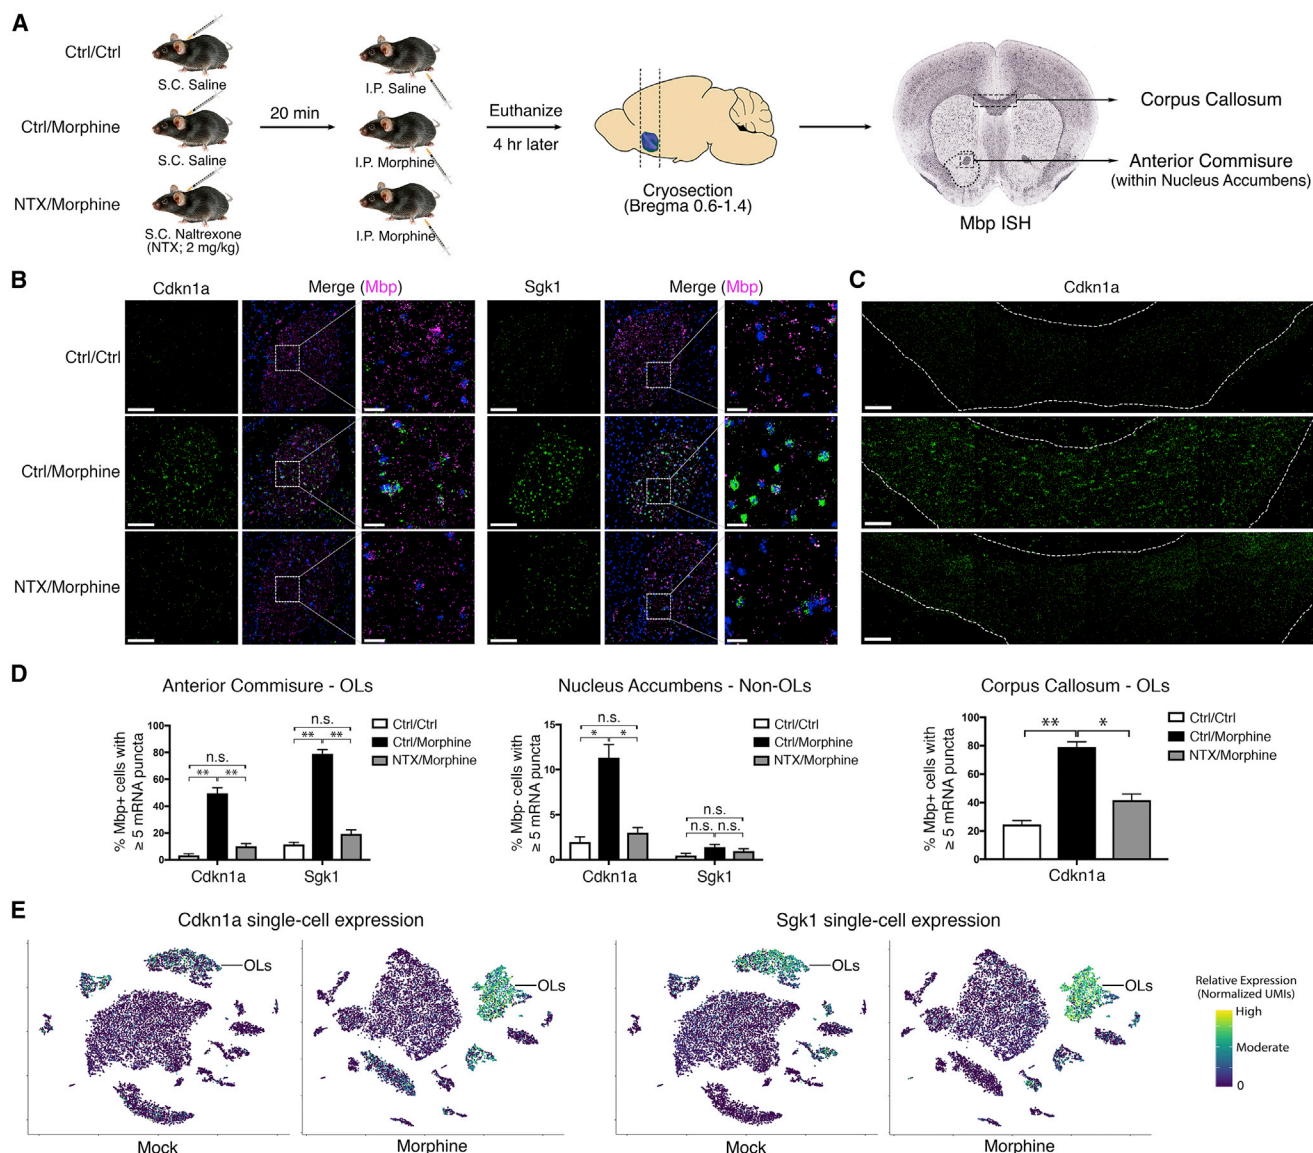 A
Ctrl/Ctrl
S.C. Saline
I.P. Saline
Ctrl/Morphine
S.C. Saline
I.P. Morphine
NTX/Morphine
S.C. Naltrexone
(NTX; 2 mg/kg)
I.P. Morphine
20 min
Euthanize
4 hr later
Cryosection
(Bregma 0.6-1.4)
Mbp ISH
Corpus Callosum
Anterior Commisure
(within Nucleus Accumbens)
B
Cdkn1a
Merge (Mbp)
Sgk1
Merge (Mbp)
Ctrl/Ctrl
Ctrl/Morphine
NTX/Morphine
C
Cdkn1a
D
Anterior Commisure - OLs
% Mbp+ cells with
≥ 5 mRNA puncta
100
80
60
40
20
0
n.s.
** **
n.s.
** **
Cdkn1a
Sgk1
Ctrl/Ctrl
Ctrl/Morphine
NTX/Morphine
Nucleus Accumbens - Non-OLs
% Mbp- cells with
≥ 5 mRNA puncta
15
10
5
0
n.s.
* *
n.s.
n.s. n.s.
Cdkn1a
Sgk1
Ctrl/Ctrl
Ctrl/Morphine
NTX/Morphine
Corpus Callosum - OLs
% Mbp+ cells with
≥ 5 mRNA puncta
100
80
60
40
20
0
** *
Cdkn1a
Ctrl/Ctrl
Ctrl/Morphine
NTX/Morphine
E
Cdkn1a single-cell expression
OLs
OLs
Mock
Morphine
Sgk1 single-cell expression
OLs
OLs
Mock
Morphine
Relative Expression
(Normalized UMIs)
High
Moderate
0